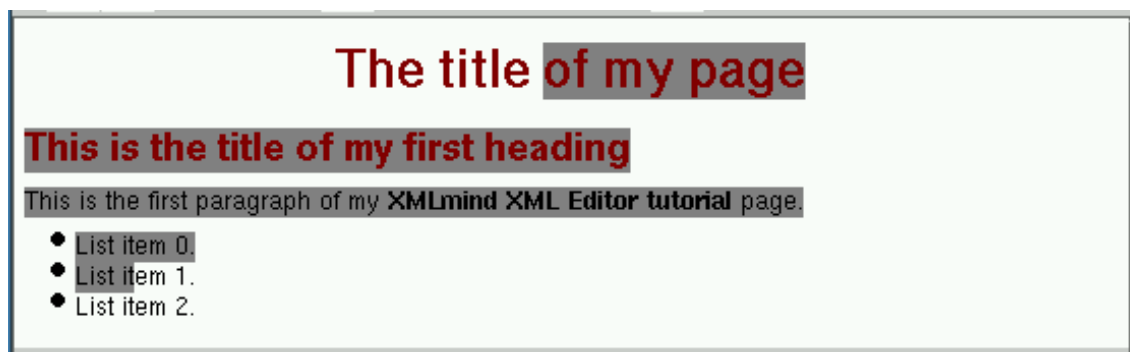 The title of my page
This is the title of my first heading
This is the first paragraph of my XMLmind XML Editor tutorial page.
List item 0.
List item 1.
List item 2.